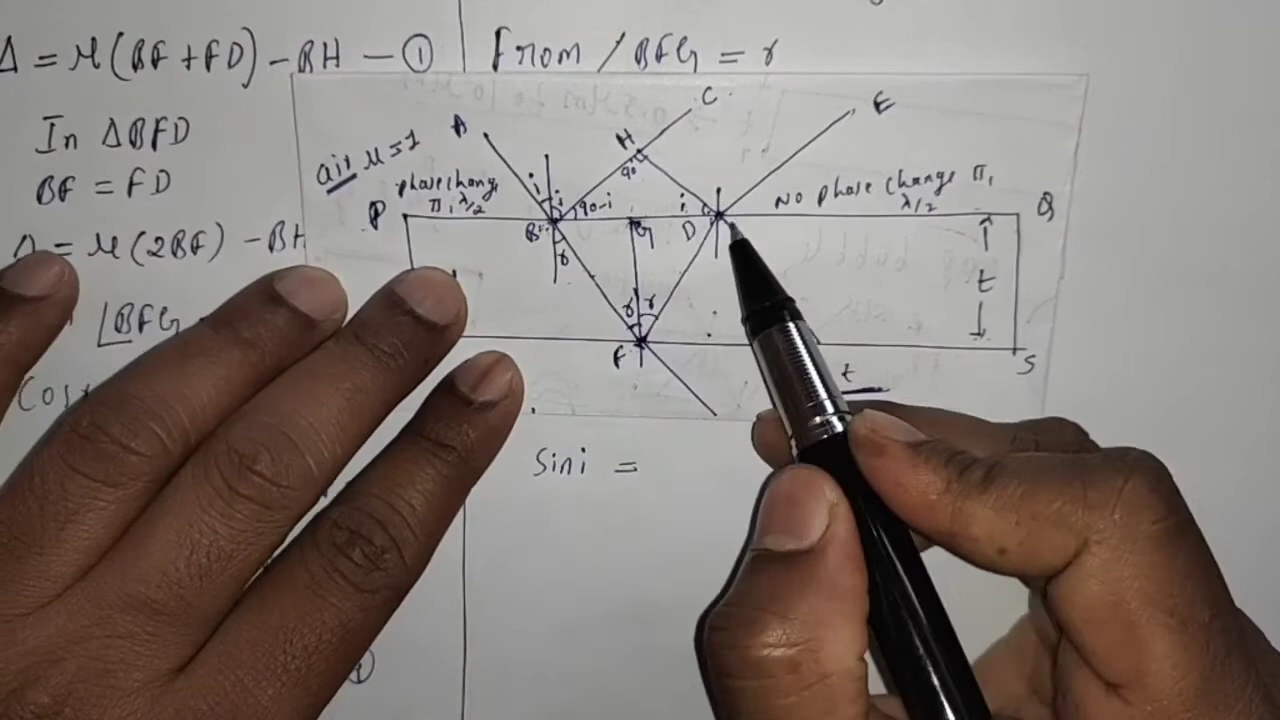 Δ = μ(BF + FD) - BH - ①
In ΔBFD
BF = FD
Δ = μ(2BF) - BH
∠BFG
Cos
From ∠BFG = r
A
H
C
E
air μ=1
phase change
π, λ/2
P
i
i
90-i
90°
i
No phase change π,
λ/2
Q
B
G
D
r
r
r
t
F
S
t
Sin i =